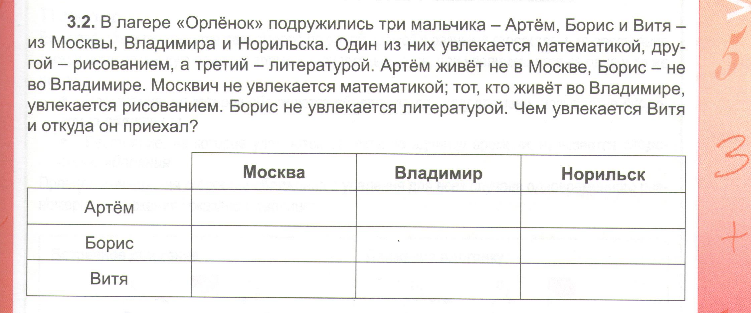 3.2. В лагере «Орлёнок» подружились три мальчика – Артём, Борис и Витя –
из Москвы, Владимира и Норильска. Один из них увлекается математикой, дру-
гой – рисованием, а третий – литературой. Артём живёт не в Москве, Борис – не
во Владимире. Москвич не увлекается математикой; тот, кто живёт во Владимире,
увлекается рисованием. Борис не увлекается литературой. Чем увлекается Витя
и откуда он приехал?
Москва Владимир Норильск
Артём
Борис
Витя
5
3
+